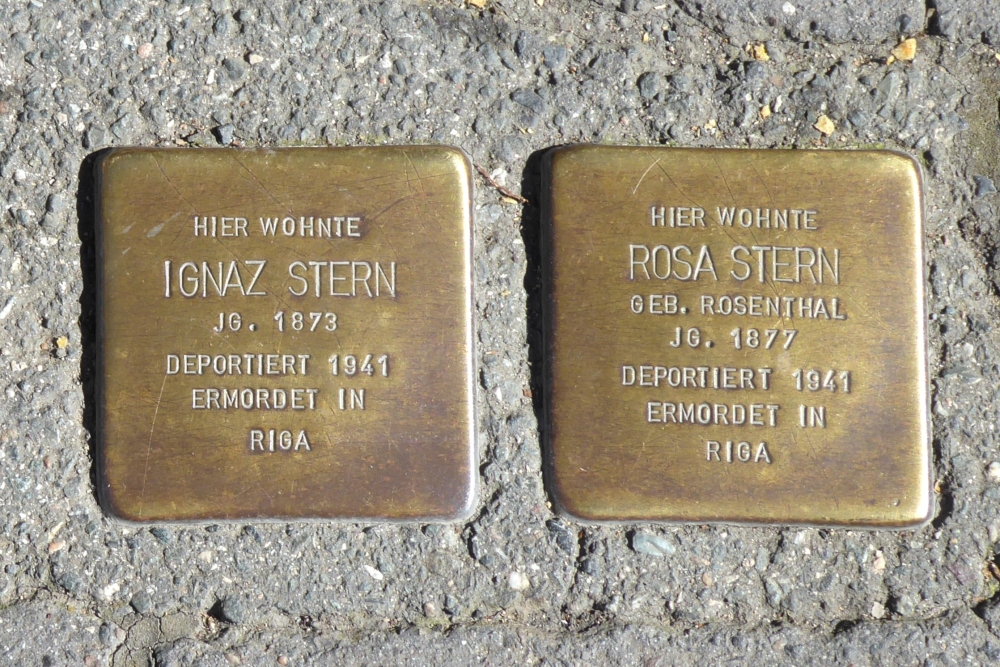 HIER WOHNTE
IGNAZ STERN
JG. 1873
DEPORTIERT 1941
ERMORDET IN
RIGA
HIER WOHNTE
ROSA STERN
GEB. ROSENTHAL
JG. 1877
DEPORTIERT 1941
ERMORDET IN
RIGA